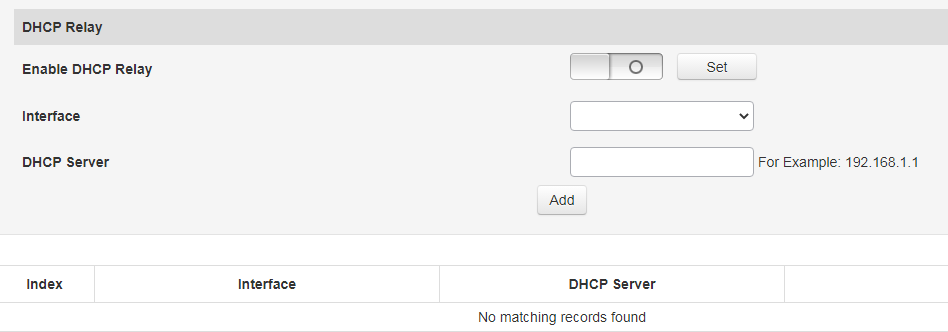 DHCP Relay
Enable DHCP Relay Set
Interface
DHCP Server For Example: 192.168.1.1
Add
Index Interface DHCP Server
No matching records found